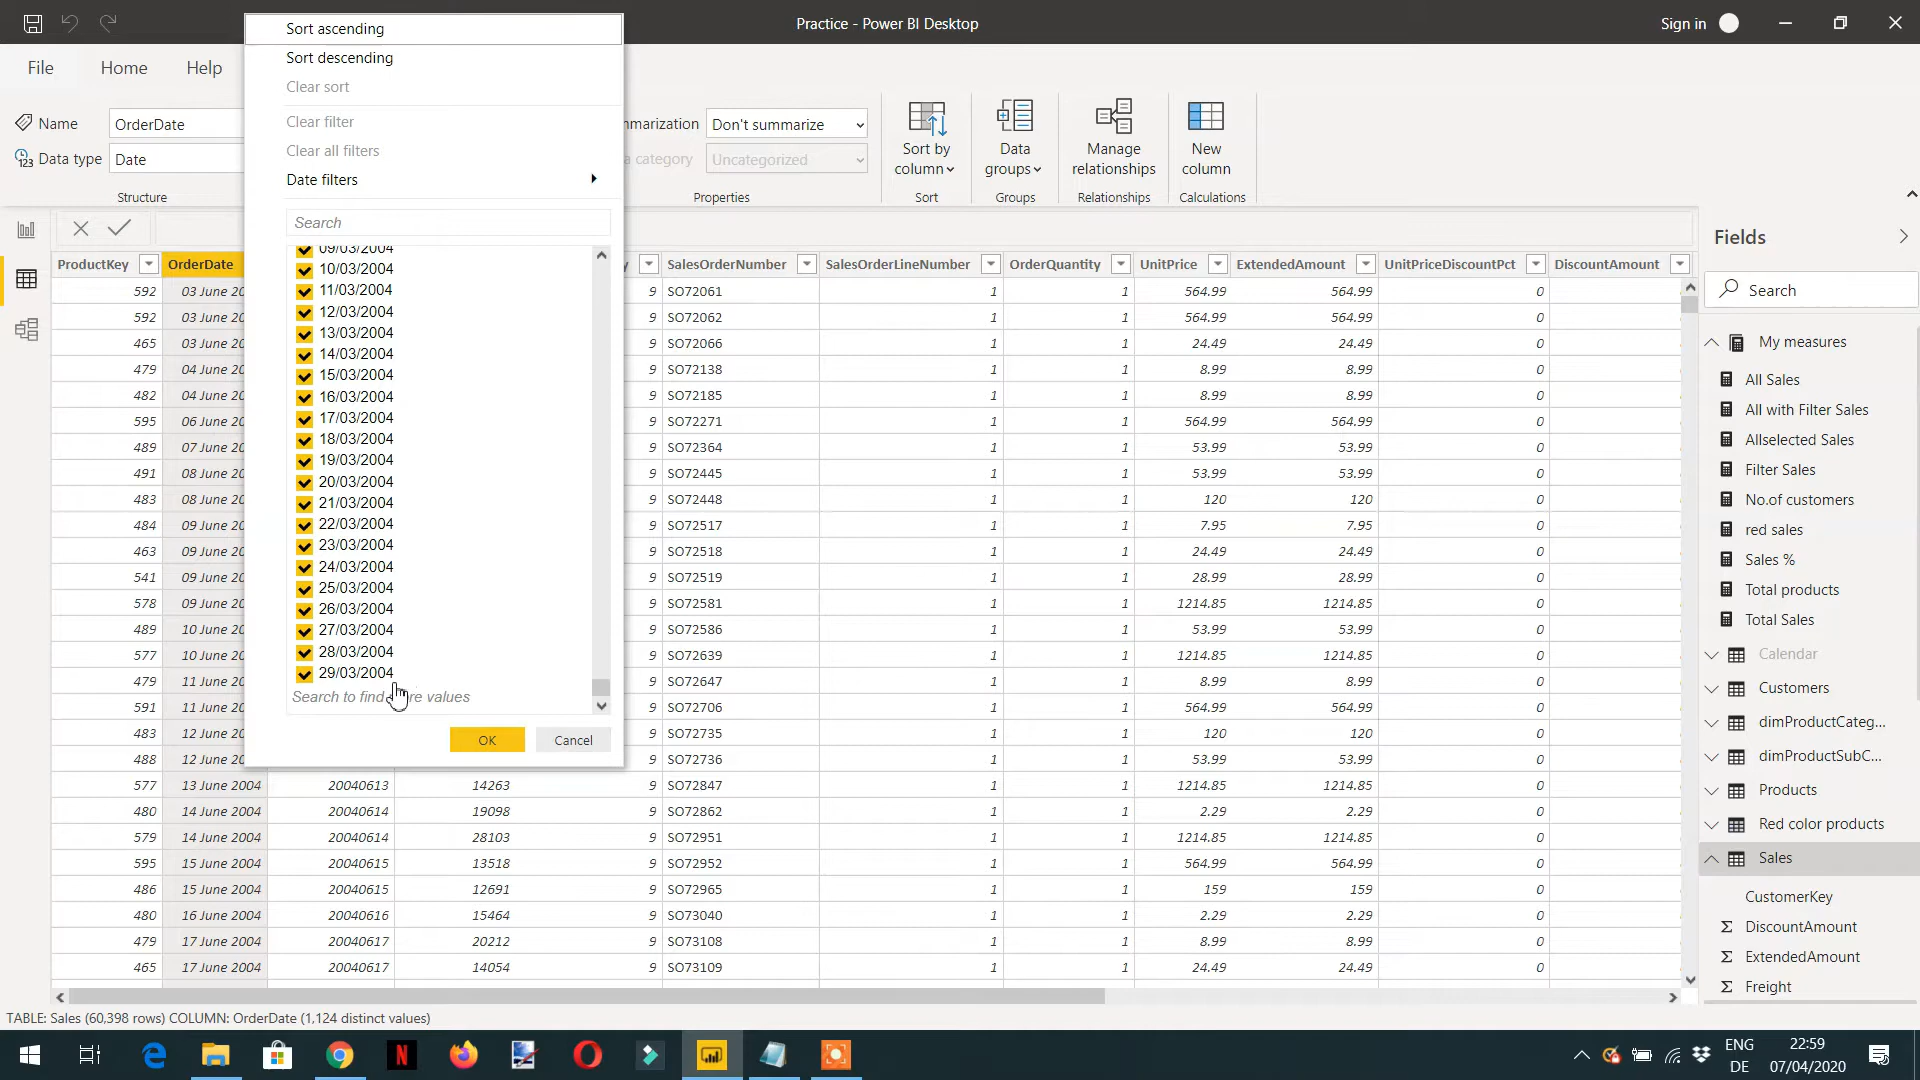 Practice - Power BI Desktop
Sign in
File
Home
Help
Sort ascending
Sort descending
Clear sort
Clear filter
Clear all filters
Date filters
Search
09/03/2004
10/03/2004
11/03/2004
12/03/2004
13/03/2004
14/03/2004
15/03/2004
16/03/2004
17/03/2004
18/03/2004
19/03/2004
20/03/2004
21/03/2004
22/03/2004
23/03/2004
24/03/2004
25/03/2004
26/03/2004
27/03/2004
28/03/2004
29/03/2004
Search to find values
OK
Cancel
Name
OrderDate
Data type
Date
Structure
Don't summarize
Uncategorized
Properties
Sort by column
Sort
Data groups
Groups
Manage relationships
Relationships
New column
Calculations
ProductKey OrderDate SalesOrderNumber SalesOrderLineNumber OrderQuantity UnitPrice ExtendedAmount UnitPriceDiscountPct DiscountAmount
592 03 June 9 SO72061 1 1 564.99 564.99 0
592 03 June 9 SO72062 1 1 564.99 564.99 0
465 03 June 9 SO72066 1 1 24.49 24.49 0
479 04 June 9 SO72138 1 1 8.99 8.99 0
482 04 June 9 SO72185 1 1 8.99 8.99 0
595 06 June 9 SO72271 1 1 564.99 564.99 0
489 07 June 9 SO72364 1 1 53.99 53.99 0
491 08 June 9 SO72445 1 1 53.99 53.99 0
483 08 June 9 SO72448 1 1 120 120 0
484 09 June 9 SO72517 1 1 7.95 7.95 0
463 09 June 9 SO72518 1 1 24.49 24.49 0
541 09 June 9 SO72519 1 1 28.99 28.99 0
578 09 June 9 SO72581 1 1 1214.85 1214.85 0
489 10 June 9 SO72586 1 1 53.99 53.99 0
577 10 June 9 SO72639 1 1 1214.85 1214.85 0
479 11 June 9 SO72647 1 1 8.99 8.99 0
591 11 June 9 SO72706 1 1 564.99 564.99 0
483 12 June 9 SO72735 1 1 120 120 0
488 12 June 9 SO72736 1 1 53.99 53.99 0
577 13 June 2004 20040613 14263 9 SO72847 1 1 1214.85 1214.85 0
480 14 June 2004 20040614 19098 9 SO72862 1 1 2.29 2.29 0
579 14 June 2004 20040614 28103 9 SO72951 1 1 1214.85 1214.85 0
595 15 June 2004 20040615 13518 9 SO72952 1 1 564.99 564.99 0
486 15 June 2004 20040615 12691 9 SO72965 1 1 159 159 0
480 16 June 2004 20040616 15464 9 SO73040 1 1 2.29 2.29 0
479 17 June 2004 20040617 20212 9 SO73108 1 1 8.99 8.99 0
465 17 June 2004 20040617 14054 9 SO73109 1 1 24.49 24.49 0
Fields
Search
My measures
All Sales
All with Filter Sales
Allselected Sales
Filter Sales
No.of customers
red sales
Sales %
Total products
Total Sales
Calendar
Customers
dimProductCateg...
dimProductSubC...
Products
Red color products
Sales
CustomerKey
DiscountAmount
ExtendedAmount
Freight
TABLE: Sales (60,398 rows) COLUMN: OrderDate (1,124 distinct values)
ENG
DE
22:59
07/04/2020